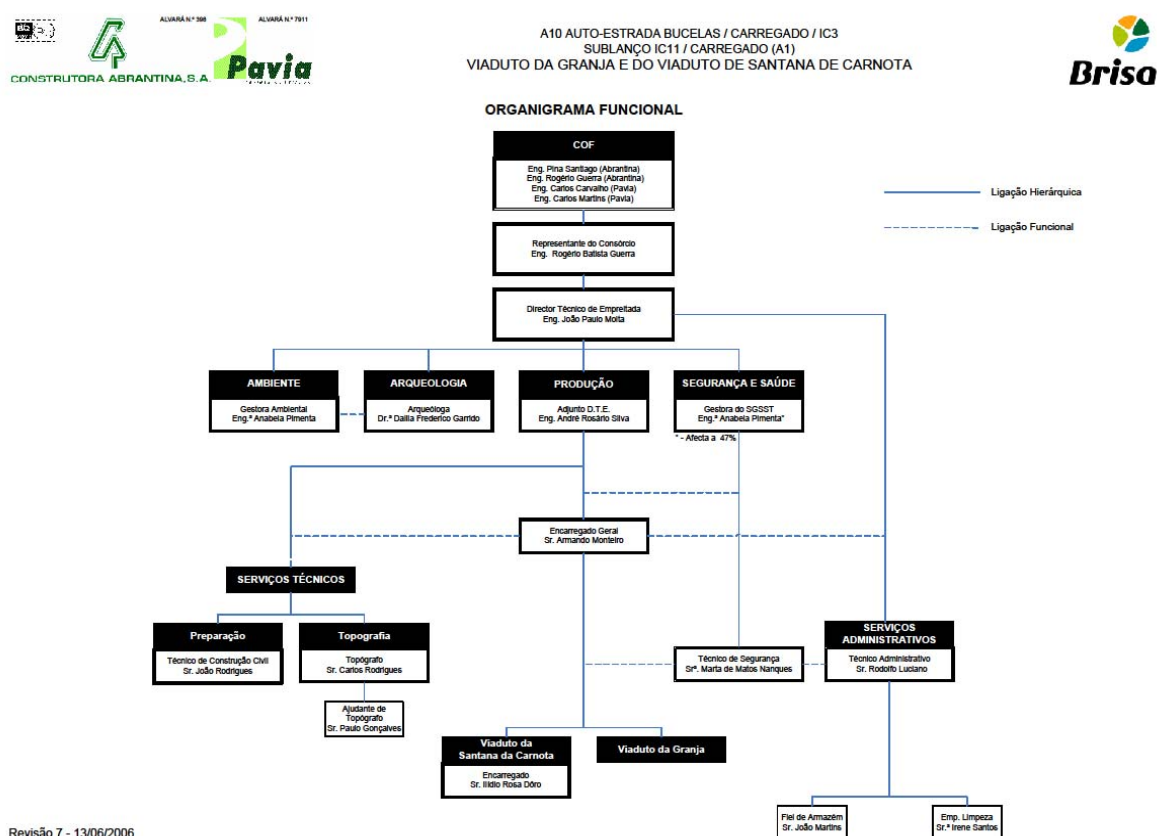 ALVARÁ N.º 396
ALVARÁ N.º 7911
CONSTRUTORA ABRANTINA, S.A.
Pavia
A10 AUTO-ESTRADA BUCELAS / CARREGADO / IC3
SUBLANÇO IC11 / CARREGADO (A1)
VIADUTO DA GRANJA E DO VIADUTO DE SANTANA DE CARNOTA
Brisa
ORGANIGRAMA FUNCIONAL
COF
Eng. Pina Santiago (Abrantina)
Eng. Rogério Guerra (Abrantina)
Eng. Carlos Carvalho (Pavia)
Eng. Carlos Martins (Pavia)
Ligação Hierárquica
Ligação Funcional
Representante do Consórcio
Eng. Rogério Batista Guerra
Director Técnico de Empreitada
Eng. João Paulo Moita
AMBIENTE
Gestora Ambiental
Eng.ª Anabela Pimenta
ARQUEOLOGIA
Arqueóloga
Dr.ª Dalila Frederico Garrido
PRODUÇÃO
Adjunto D.T.E.
Eng. André Rosário Silva
SEGURANÇA E SAÚDE
Gestora do SGSST
Eng.ª Anabela Pimenta*
* - Afecta a 47%
Encarregado Geral
Sr. Armando Monteiro
SERVIÇOS TÉCNICOS
Preparação
Técnico de Construção Civil
Sr. João Rodrigues
Topografia
Topógrafo
Sr. Carlos Rodrigues
Ajudante de
Topógrafo
Sr. Paulo Gonçalves
Técnico de Segurança
Srª. Marta de Matos Nanques
SERVIÇOS
ADMINISTRATIVOS
Técnico Administrativo
Sr. Rodolfo Luciano
Viaduto da
Santana da Carnota
Encarregado
Sr. Ilídio Rosa Dôro
Viaduto da Granja
Fiel de Armazém
Sr. João Martins
Emp. Limpeza
Sr.ª Irene Santos
Revisão 7 - 13/06/2006